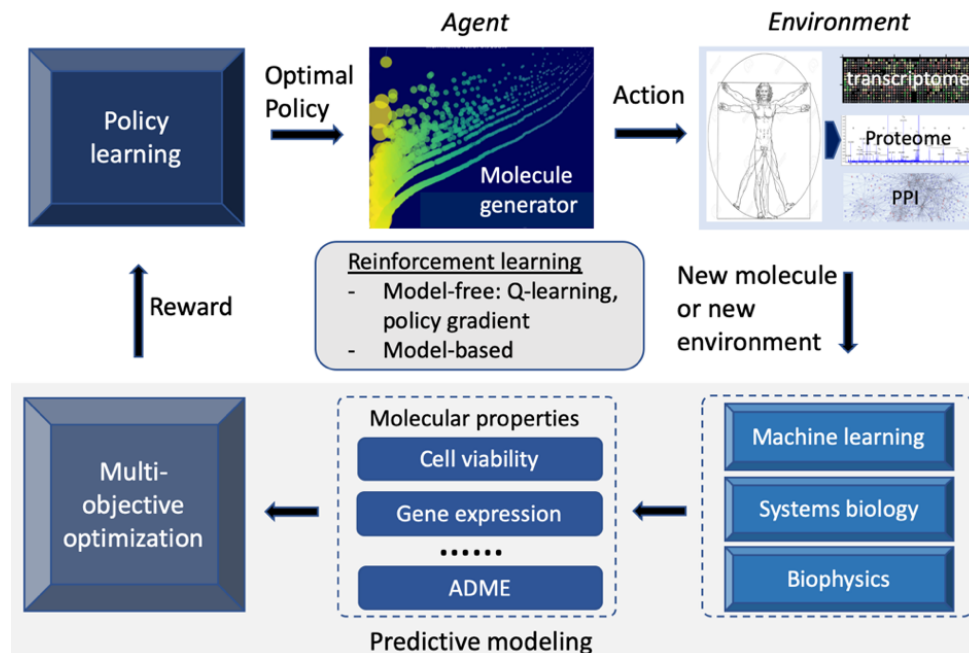 Agent
Environment
Policy
learning
Optimal
Policy
Molecule
generator
Action
transcriptome
Proteome
PPI
Reward
Reinforcement learning
- Model-free: Q-learning,
policy gradient
- Model-based
New molecule
or new
environment
Multi-
objective
optimization
Molecular properties
Cell viability
Gene expression
......
ADME
Machine learning
Systems biology
Biophysics
Predictive modeling